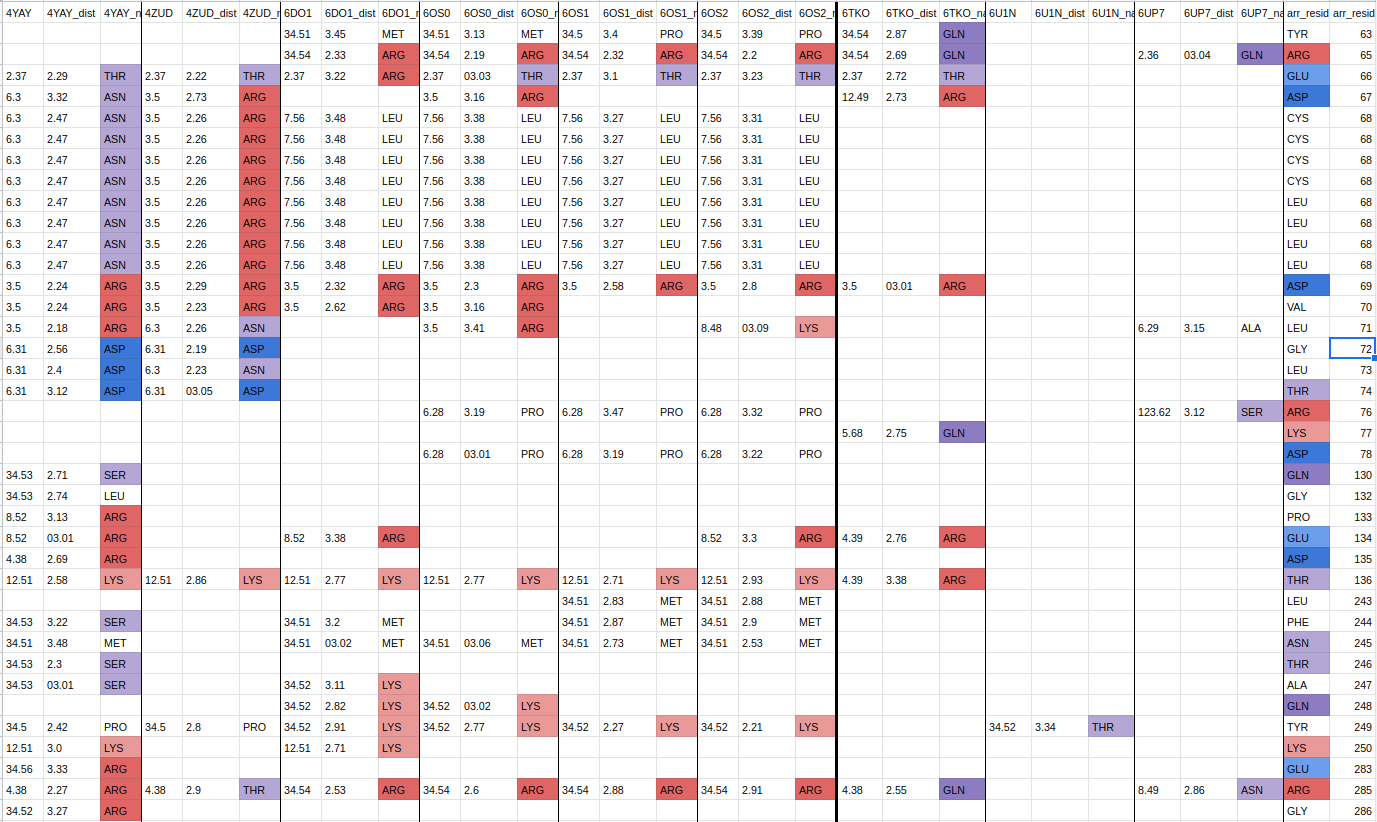 4YAY 4YAY_dist 4YAY_n 4ZUD 4ZUD_dist 4ZUD_r 6DO1 6DO1_dist 6DO1_r 6OS0 6OS0_dist 6OS0_r 6OS1 6OS1_dist 6OS1_r 6OS2 6OS2_dist 6OS2_r 6TKO 6TKO_dist 6TKO_na 6U1N 6U1N_dist 6U1N_na 6UP7 6UP7_dist 6UP7_na arr_resid arr_resid
34.51 3.45 MET 34.51 3.13 MET 34.5 3.4 PRO 34.5 3.39 PRO 34.54 2.87 GLN TYR 63
34.54 2.33 ARG 34.54 2.19 ARG 34.54 2.32 ARG 34.54 2.2 ARG 34.54 2.69 GLN 2.36 03.04 GLN ARG 65
2.37 2.29 THR 2.37 2.22 THR 2.37 3.22 ARG 2.37 03.03 THR 2.37 3.1 THR 2.37 3.23 THR 2.37 2.72 THR GLU 66
6.3 3.32 ASN 3.5 2.73 ARG 3.5 3.16 ARG 12.49 2.73 ARG ASP 67
6.3 2.47 ASN 3.5 2.26 ARG 7.56 3.48 LEU 7.56 3.38 LEU 7.56 3.27 LEU 7.56 3.31 LEU CYS 68
6.3 2.47 ASN 3.5 2.26 ARG 7.56 3.48 LEU 7.56 3.38 LEU 7.56 3.27 LEU 7.56 3.31 LEU CYS 68
6.3 2.47 ASN 3.5 2.26 ARG 7.56 3.48 LEU 7.56 3.38 LEU 7.56 3.27 LEU 7.56 3.31 LEU CYS 68
6.3 2.47 ASN 3.5 2.26 ARG 7.56 3.48 LEU 7.56 3.38 LEU 7.56 3.27 LEU 7.56 3.31 LEU CYS 68
6.3 2.47 ASN 3.5 2.26 ARG 7.56 3.48 LEU 7.56 3.38 LEU 7.56 3.27 LEU 7.56 3.31 LEU LEU 68
6.3 2.47 ASN 3.5 2.26 ARG 7.56 3.48 LEU 7.56 3.38 LEU 7.56 3.27 LEU 7.56 3.31 LEU LEU 68
6.3 2.47 ASN 3.5 2.26 ARG 7.56 3.48 LEU 7.56 3.38 LEU 7.56 3.27 LEU 7.56 3.31 LEU LEU 68
6.3 2.47 ASN 3.5 2.26 ARG 7.56 3.48 LEU 7.56 3.38 LEU 7.56 3.27 LEU 7.56 3.31 LEU LEU 68
3.5 2.24 ARG 3.5 2.29 ARG 3.5 2.32 ARG 3.5 2.3 ARG 3.5 2.58 ARG 3.5 2.8 ARG 3.5 03.01 ARG ASP 69
3.5 2.24 ARG 3.5 2.23 ARG 3.5 2.62 ARG 3.5 3.16 ARG VAL 70
3.5 2.18 ARG 6.3 2.26 ASN 3.5 3.41 ARG 8.48 03.09 LYS 6.29 3.15 ALA LEU 71
6.31 2.56 ASP 6.31 2.19 ASP GLY 72
6.31 2.4 ASP 6.3 2.23 ASN LEU 73
6.31 3.12 ASP 6.31 03.05 ASP THR 74
6.28 3.19 PRO 6.28 3.47 PRO 6.28 3.32 PRO 123.62 3.12 SER ARG 76
5.68 2.75 GLN LYS 77
6.28 03.01 PRO 6.28 3.19 PRO 6.28 3.22 PRO ASP 78
34.53 2.71 SER GLN 130
34.53 2.74 LEU GLY 132
8.52 3.13 ARG PRO 133
8.52 03.01 ARG 8.52 3.38 ARG 8.52 3.3 ARG 4.39 2.76 ARG GLU 134
4.38 2.69 ARG ASP 135
12.51 2.58 LYS 12.51 2.86 LYS 12.51 2.77 LYS 12.51 2.77 LYS 12.51 2.71 LYS 12.51 2.93 LYS 4.39 3.38 ARG THR 136
34.51 2.83 MET 34.51 2.88 MET LEU 243
34.53 3.22 SER 34.51 3.2 MET 34.51 2.87 MET 34.51 2.9 MET PHE 244
34.51 3.48 MET 34.51 03.02 MET 34.51 03.06 MET 34.51 2.73 MET 34.51 2.53 MET ASN 245
34.53 2.3 SER THR 246
34.53 03.01 SER 34.52 3.11 LYS ALA 247
34.52 2.82 LYS 34.52 03.02 LYS GLN 248
34.5 2.42 PRO 34.5 2.8 PRO 34.52 2.91 LYS 34.52 2.77 LYS 34.52 2.27 LYS 34.52 2.21 LYS 34.52 3.34 THR TYR 249
12.51 3.0 LYS 12.51 2.71 LYS LYS 250
34.56 3.33 ARG GLU 283
4.38 2.27 ARG 4.38 2.9 THR 34.54 2.53 ARG 34.54 2.6 ARG 34.54 2.88 ARG 34.54 2.91 ARG 4.38 2.55 GLN 8.49 2.86 ASN ARG 285
34.52 3.27 ARG GLY 286